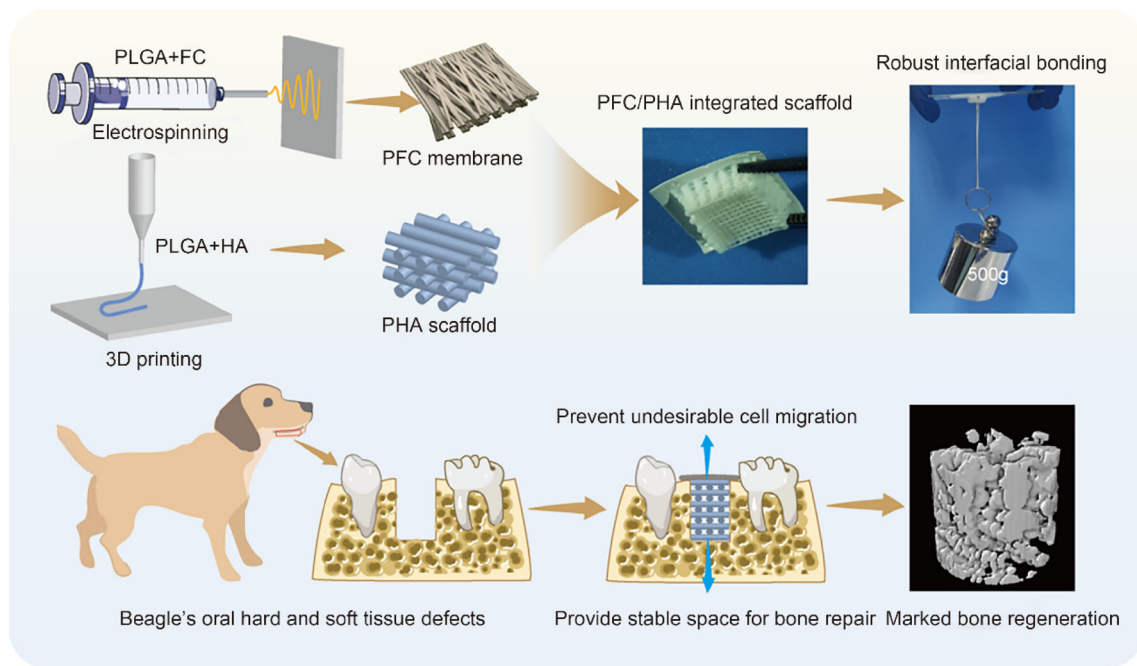 PLGA+FC
Electrospinning
PFC membrane
PLGA+HA
3D printing
PHA scaffold
PFC/PHA integrated scaffold
Robust interfacial bonding
500g
Beagle's oral hard and soft tissue defects
Prevent undesirable cell migration
Provide stable space for bone repair
Marked bone regeneration